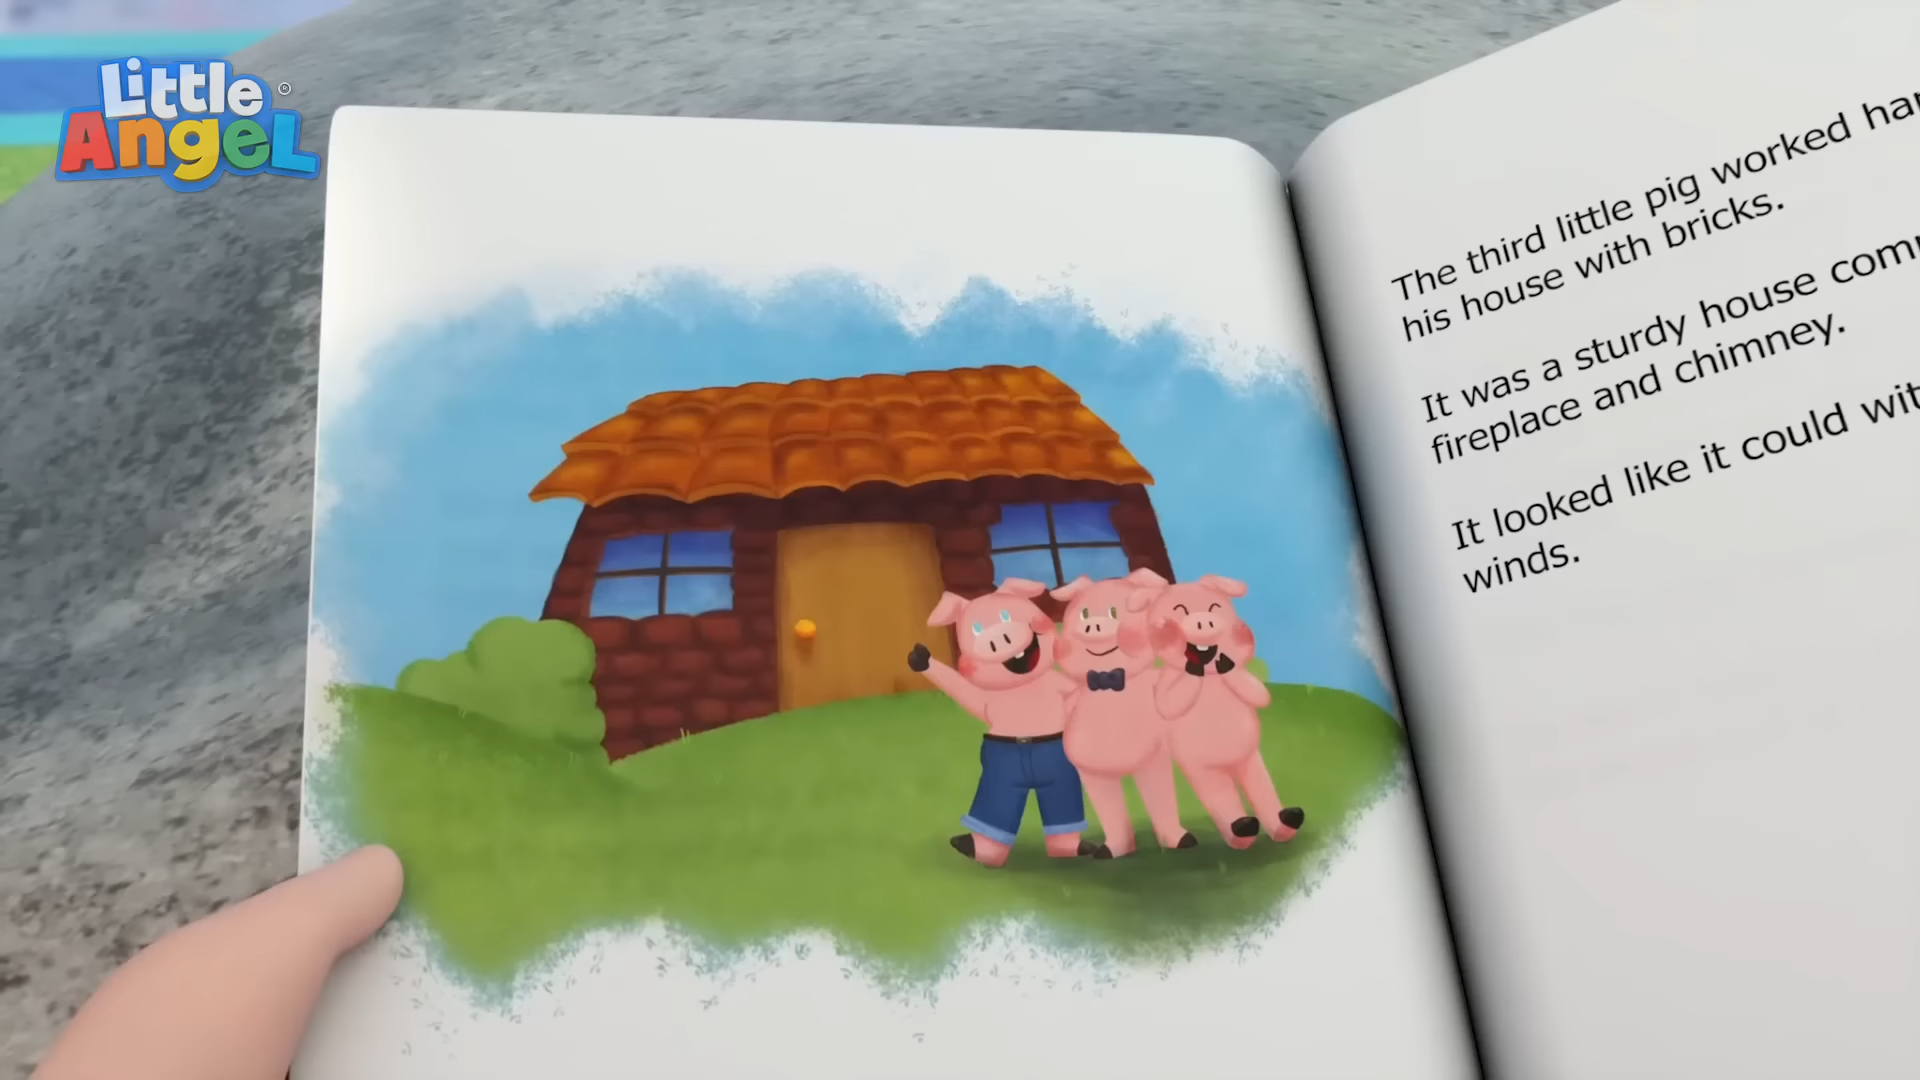 Little
Angel
®
The third little pig worked
his house with bricks.
It was a sturdy house
fireplace and chimney.
It looked like it could
winds.